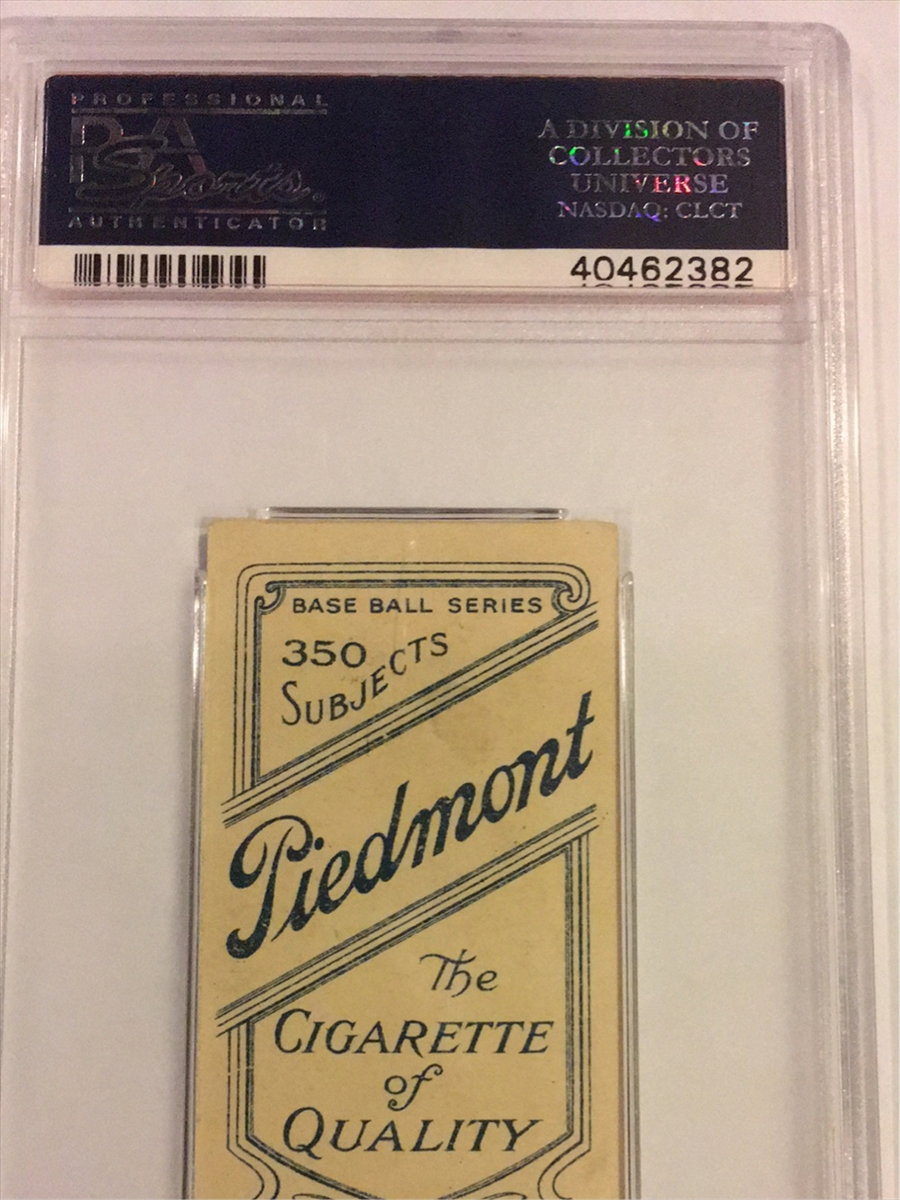 PROFESSIONAL
PSA
Sports.
AUTHENTICATOR
A DIVISION OF
COLLECTORS
UNIVERSE
NASDAQ: CLCT
40462382
BASE BALL SERIES
350
SUBJECTS
Piedmont
The
CIGARETTE
of
QUALITY